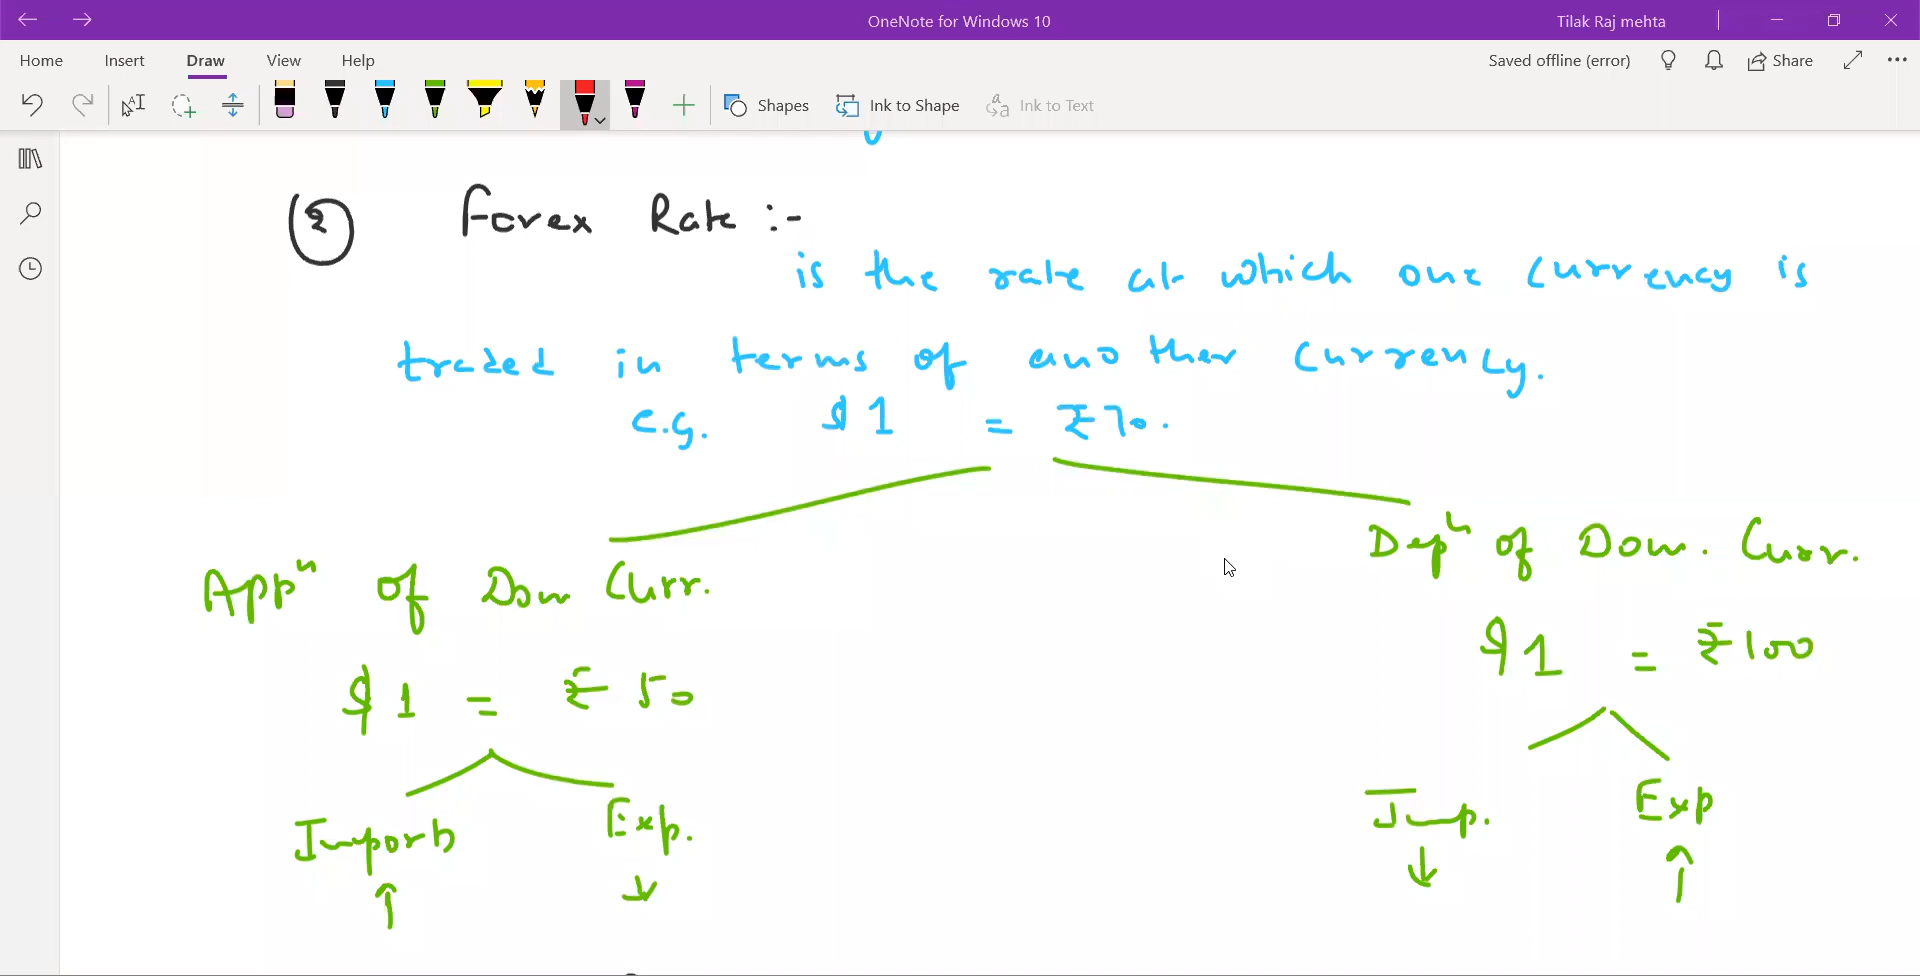 OneNote for Windows 10
Tilak Raj mehta
Home Insert Draw View Help
Saved offline (error) Share
Shapes Ink to Shape Ink to Text
② Forex Rate :-
is the rate at which one currency is
traded in terms of another currency.
e.g. $1 = ₹70.
Appⁿ of Dom Curr.
$1 = ₹50
Imports ↑
Exp. ↓
Depⁿ of Dom. Curr.
$1 = ₹100
Imp. ↓
Exp ↑